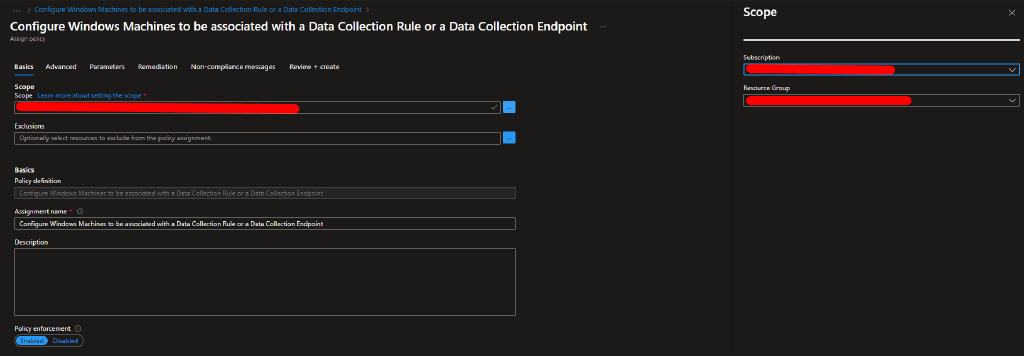 ... > Configure Windows Machines to be associated with a Data Collection Rule or a Data Collection Endpoint >
Configure Windows Machines to be associated with a Data Collection Rule or a Data Collection Endpoint ...
Assign policy
Basics Advanced Parameters Remediation Non-compliance messages Review + create
Scope
Scope Learn more about setting the scope *
...
Exclusions
Optionally select resources to exclude from the policy assignment.
...
Basics
Policy definition
Configure Windows Machines to be associated with a Data Collection Rule or a Data Collection Endpoint
Assignment name *
Configure Windows Machines to be associated with a Data Collection Rule or a Data Collection Endpoint
Description
Policy enforcement
Enabled Disabled
Scope
Subscription
Resource Group